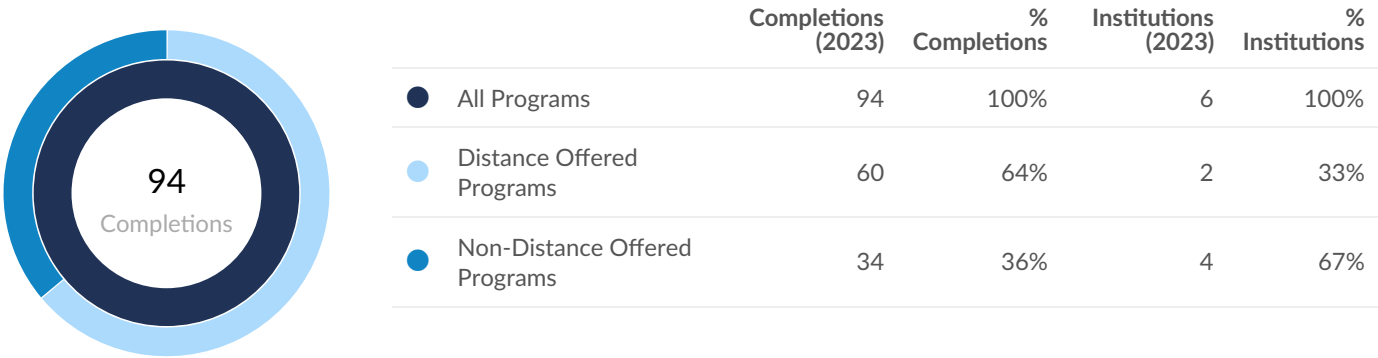 94
Completions
Completions (2023)
% Completions
Institutions (2023)
% Institutions
All Programs 94 100% 6 100%
Distance Offered
Programs 60 2 64% 33%
Non-Distance Offered
Programs 34 36% 4 67%